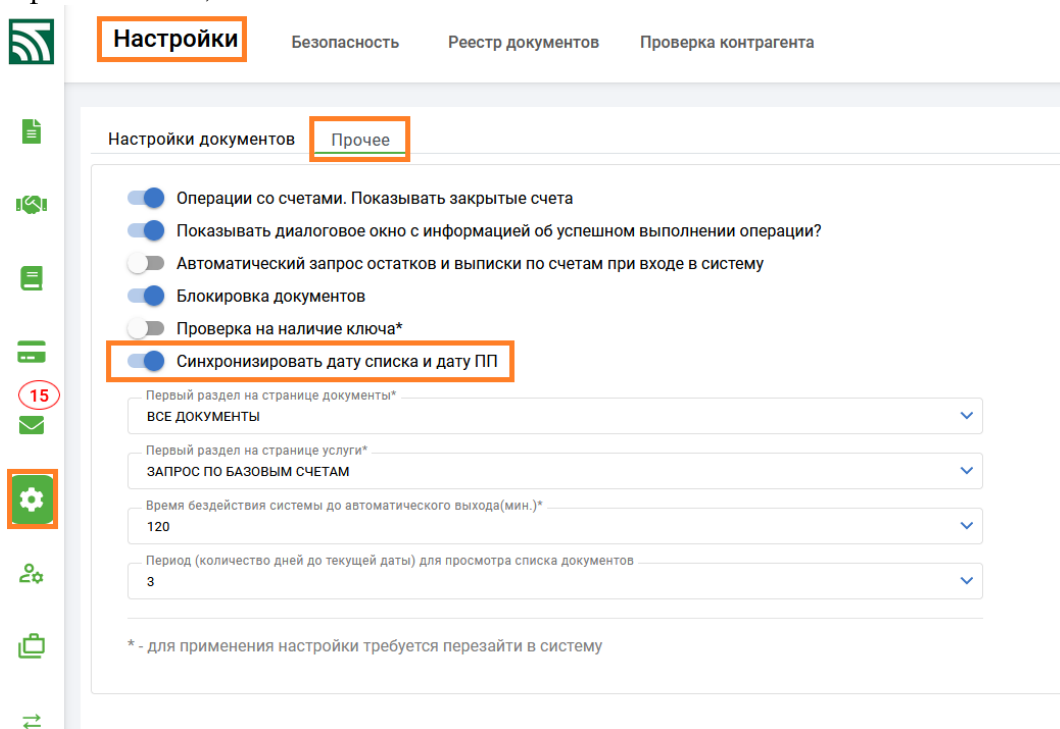 Настройки Безопасность Реестр документов Проверка контрагента
Настройки документов Прочее
Операции со счетами. Показывать закрытые счета
Показывать диалоговое окно с информацией об успешном выполнении операции?
Автоматический запрос остатков и выписки по счетам при входе в систему
Блокировка документов
Проверка на наличие ключа*
Синхронизировать дату списка и дату ПП
15
Первый раздел на странице документы*
ВСЕ ДОКУМЕНТЫ
Первый раздел на странице услуги*
ЗАПРОС ПО БАЗОВЫМ СЧЕТАМ
Время бездействия системы до автоматического выхода(мин.)*
120
Период (количество дней до текущей даты) для просмотра списка документов
3
* - для применения настройки требуется перезайти в систему